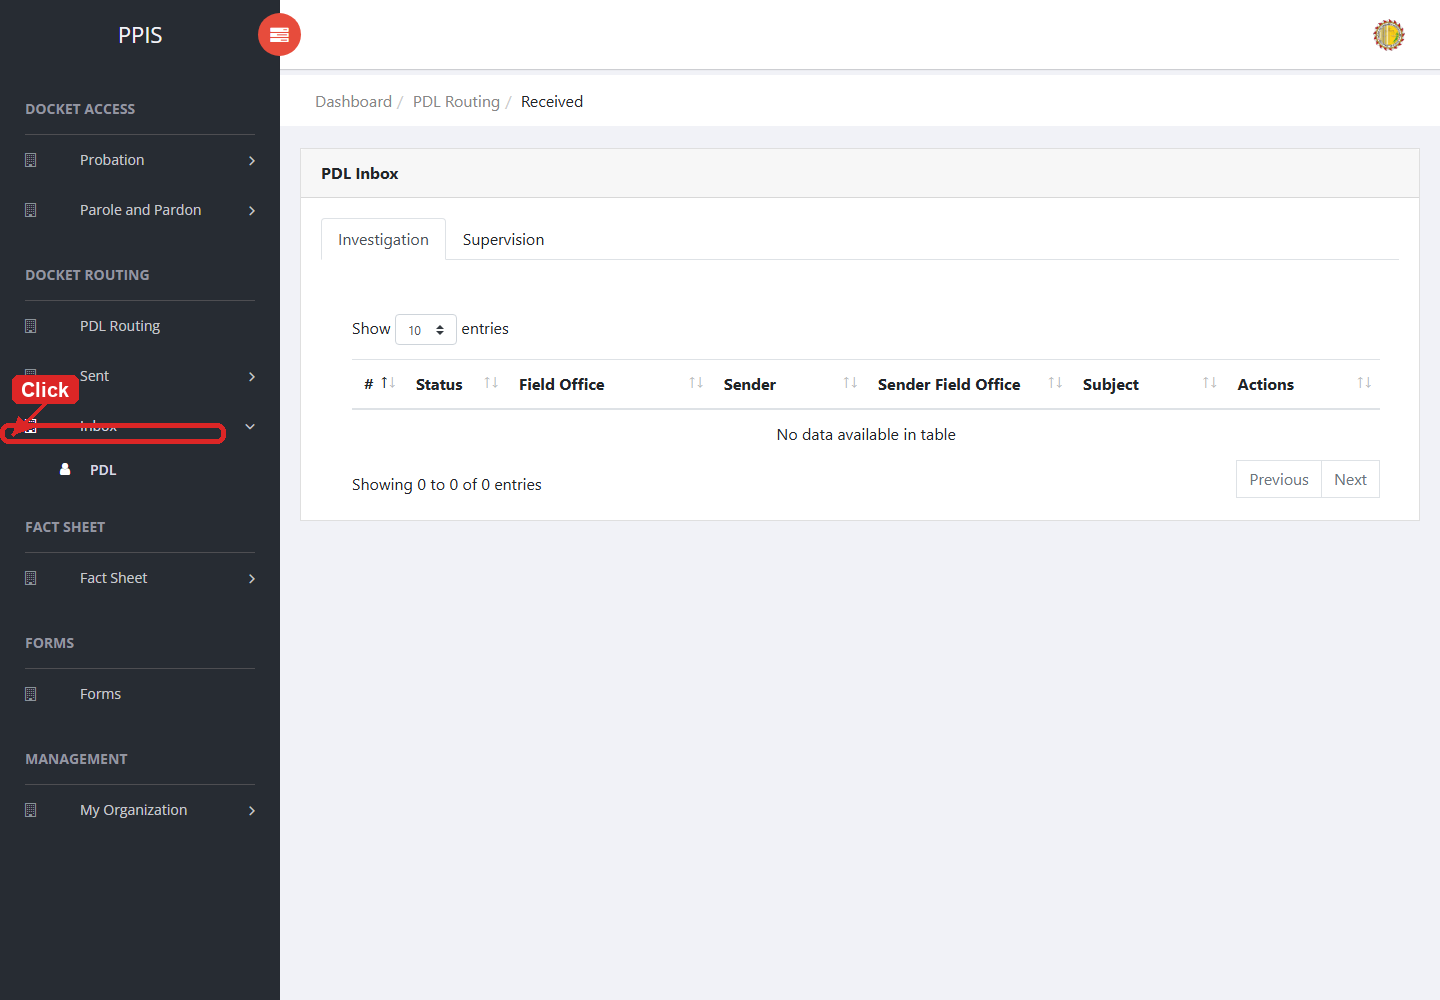 PPIS
DOCKET ACCESS
Probation
Parole and Pardon
DOCKET ROUTING
PDL Routing
Sent
Click
Inbox
PDL
FACT SHEET
Fact Sheet
FORMS
Forms
MANAGEMENT
My Organization
Dashboard / PDL Routing / Received
PDL Inbox
Investigation Supervision
Show 10 entries
# Status Field Office Sender Sender Field Office Subject Actions
No data available in table
Showing 0 to 0 of 0 entries
Previous Next